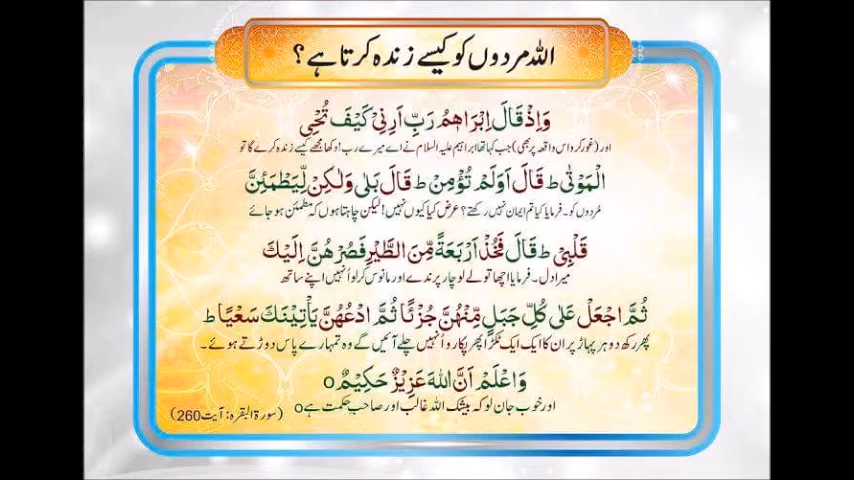 اللہ مردوں کو کیسے زندہ کرتا ہے؟
وَاِذْ قَالَ اِبْرَاهٖمُ رَبِّ اَرِنِیْ كَیْفَ تُحْیِ
اور (غور کرو اس واقعہ پر بھی) جب کہا تھا ابراہیم علیہ السلام نے اے میرے رب! دکھا مجھے کیسے زندہ کرے گا تو
الْمَوْتٰی ط قَالَ اَوَلَمْ تُؤْمِنْ ط قَالَ بَلٰی وَلٰكِنْ لِّیَطْمَئِنَّ
مُردوں کو۔ فرمایا کیا تم ایمان نہیں رکھتے؟ عرض کیا کیوں نہیں! لیکن چاہتا ہوں کہ مطمئن ہو جائے
قَلْبِیْ ط قَالَ فَخُذْ اَرْبَعَةً مِّنَ الطَّیْرِ فَصُرْهُنَّ اِلَیْكَ
میرا دل۔ فرمایا اچھا تو لے لو چار پرندے اور مانوس کر لو اُنہیں اپنے ساتھ
ثُمَّ اجْعَلْ عَلٰی كُلِّ جَبَلٍ مِّنْهُنَّ جُزْئًا ثُمَّ ادْعُهُنَّ یَاْتِیْنَكَ سَعْیًا ط
پھر رکھ دو ہر پہاڑ پر ان کا ایک ایک ٹکڑا پھر پکارو اُنہیں چلے آئیں گے وہ تمہارے پاس دوڑتے ہوئے۔
وَاعْلَمْ اَنَّ اللّٰهَ عَزِیْزٌ حَكِیْمٌ o
اور خوب جان لو کہ بیشک اللہ غالب اور صاحبِ حکمت ہے o
(سورۃ البقرہ: آیت 260)